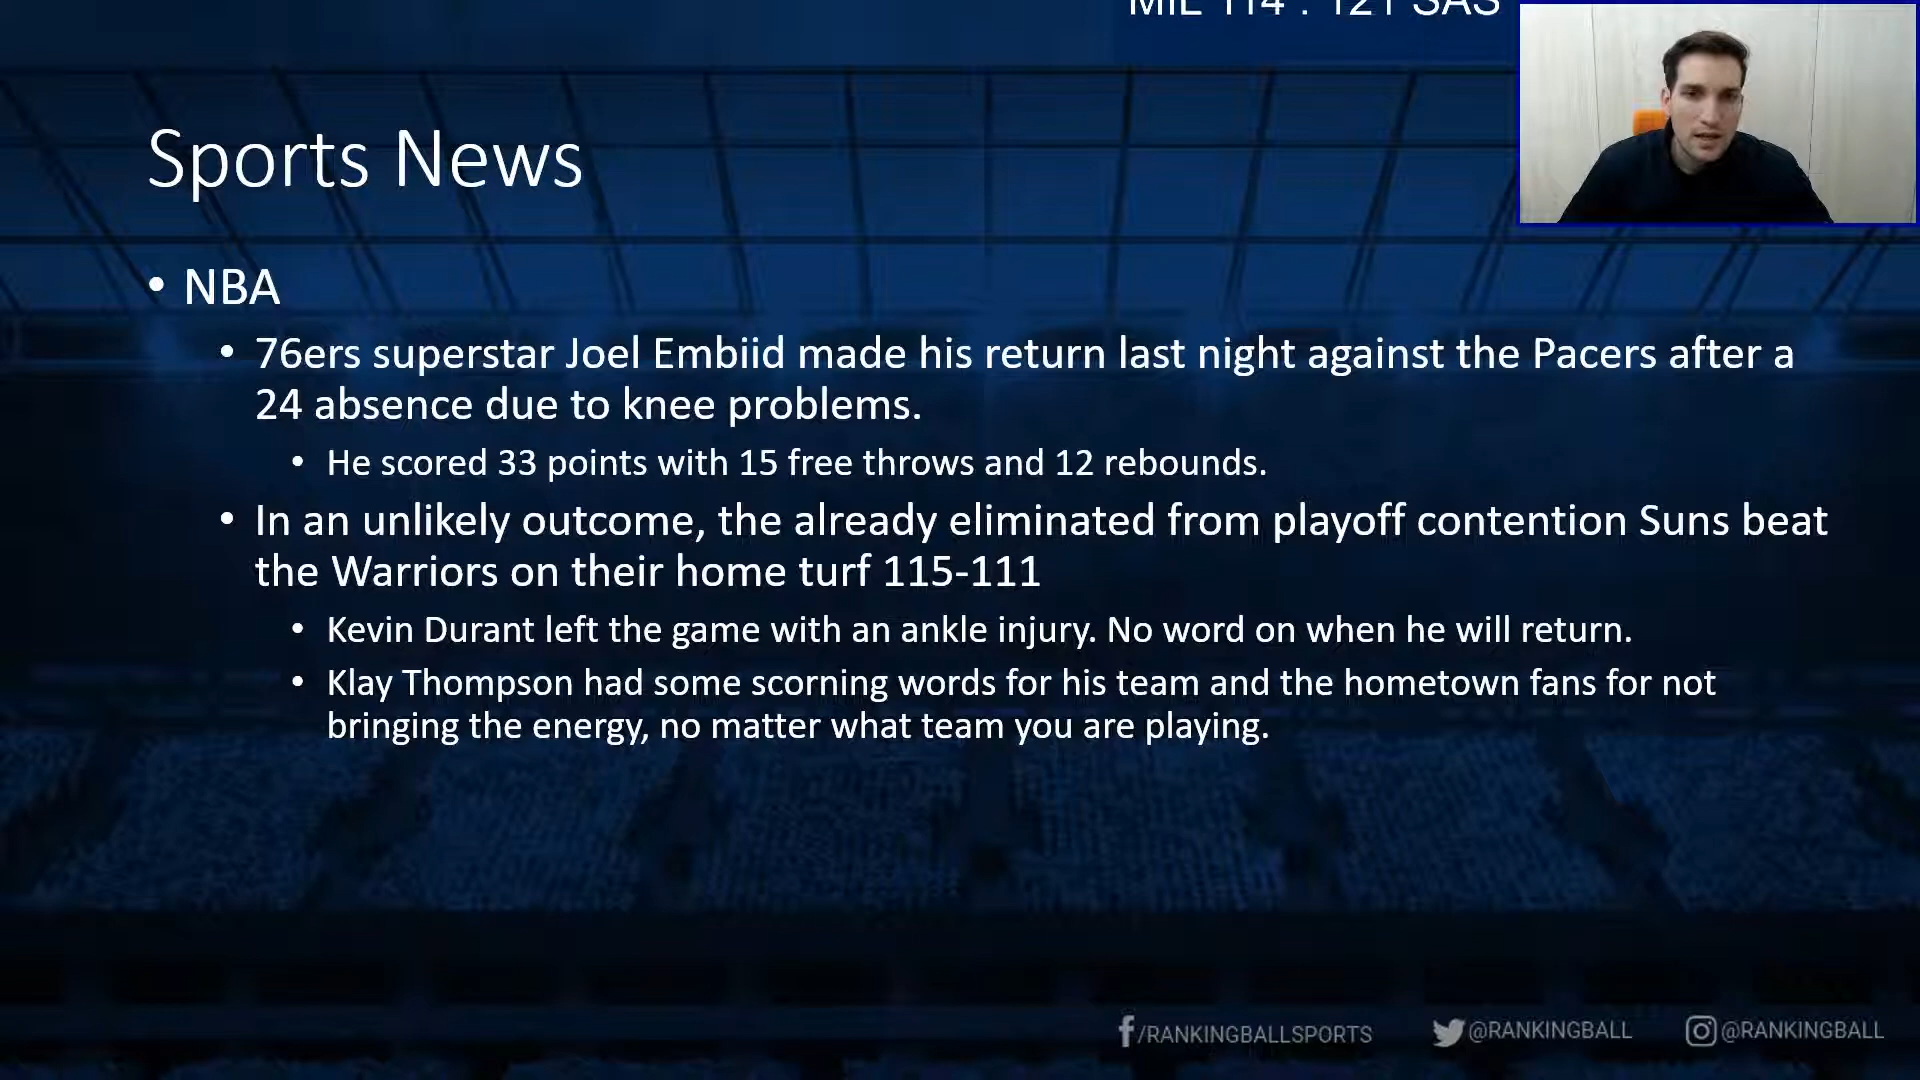 MIL 114 : 121 SAS
Sports News
• NBA
• 76ers superstar Joel Embiid made his return last night against the Pacers after a
24 absence due to knee problems.
• He scored 33 points with 15 free throws and 12 rebounds.
• In an unlikely outcome, the already eliminated from playoff contention Suns beat
the Warriors on their home turf 115-111
• Kevin Durant left the game with an ankle injury. No word on when he will return.
• Klay Thompson had some scorning words for his team and the hometown fans for not
bringing the energy, no matter what team you are playing.
/RANKINGBALLSPORTS @RANKINGBALL @RANKINGBALL